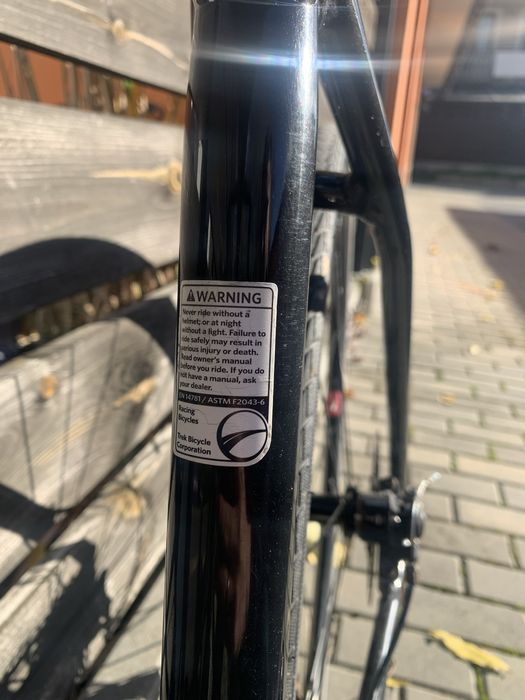 WARNING
Never ride without a
helmet; or at night
without a light. Failure to
ride safely may result in
serious injury or death.
Read owner's manual
before you ride. If you do
not have a manual, ask
your dealer.
EN 14781 / ASTM F2043-6
Racing
Bicycles
Trek Bicycle
Corporation